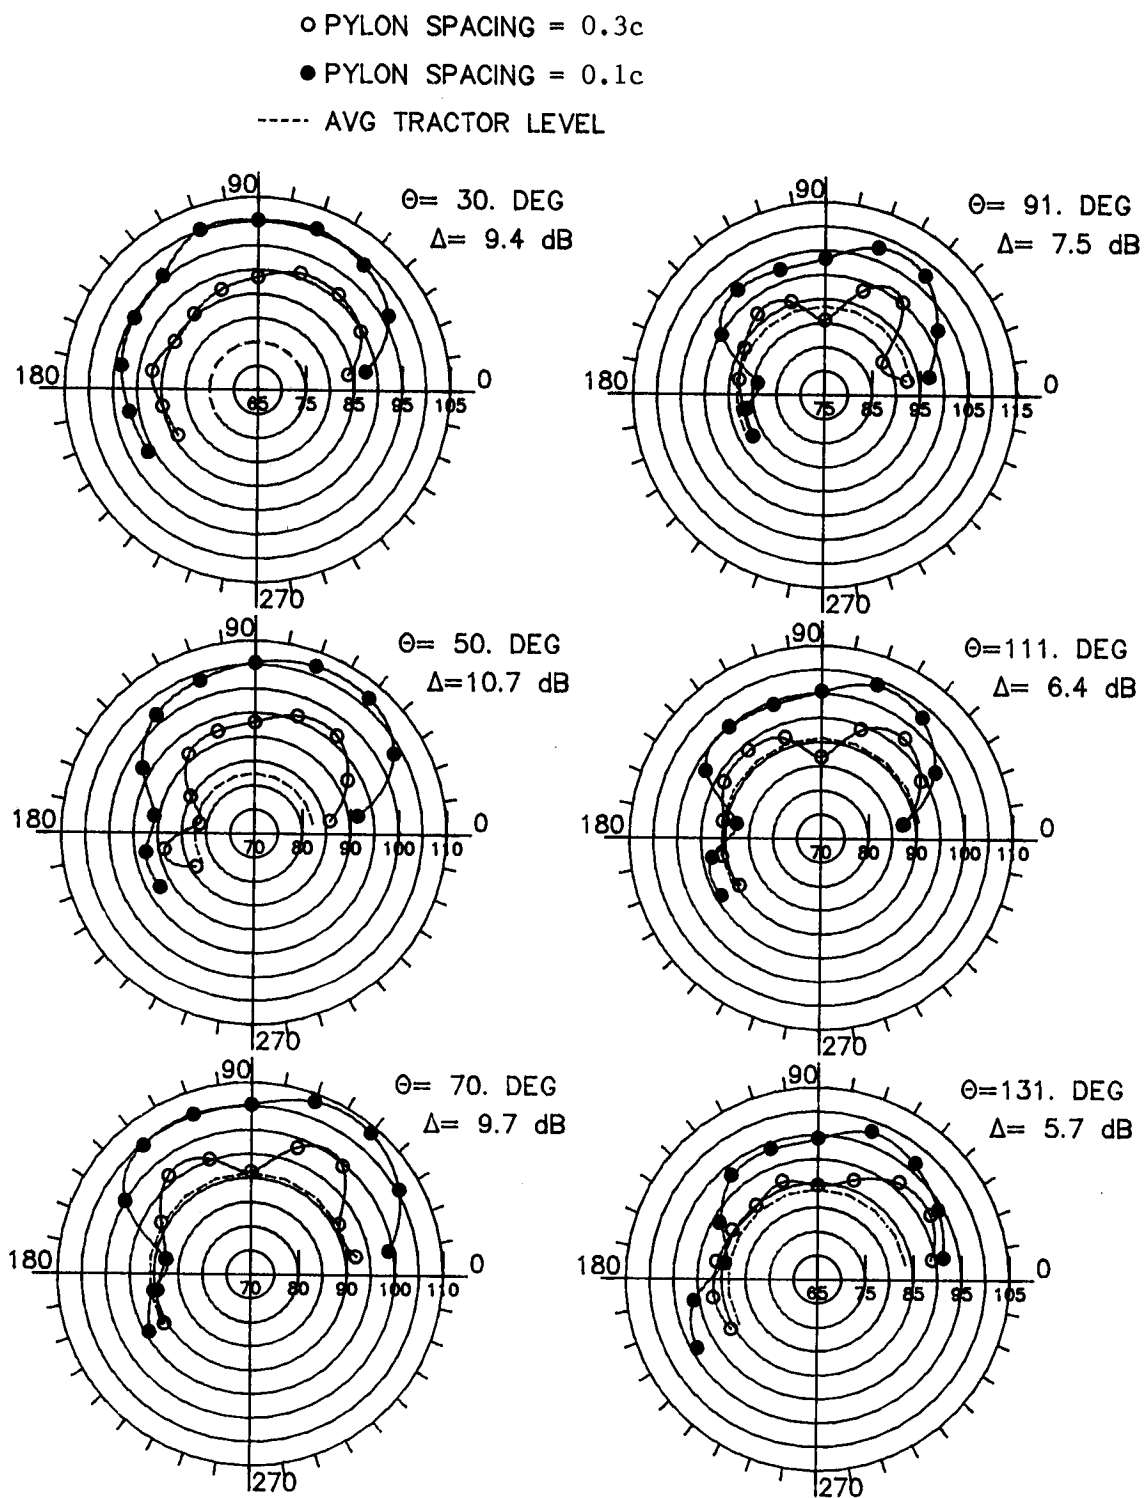 PYLON SPACING = 0.3c
PYLON SPACING = 0.1c
AVG TRACTOR LEVEL
90
Θ= 30. DEG
Δ= 9.4 dB
180
0
65 75 85 95 105
270
90
Θ= 91. DEG
Δ= 7.5 dB
180
0
75 85 95 105 115
270
90
Θ= 50. DEG
Δ=10.7 dB
180
0
70 80 90 100 110
270
90
Θ=111. DEG
Δ= 6.4 dB
180
0
70 80 90 100 110
270
90
Θ= 70. DEG
Δ= 9.7 dB
180
0
70 80 90 100 110
270
90
Θ=131. DEG
Δ= 5.7 dB
180
0
65 75 85 95 105
270